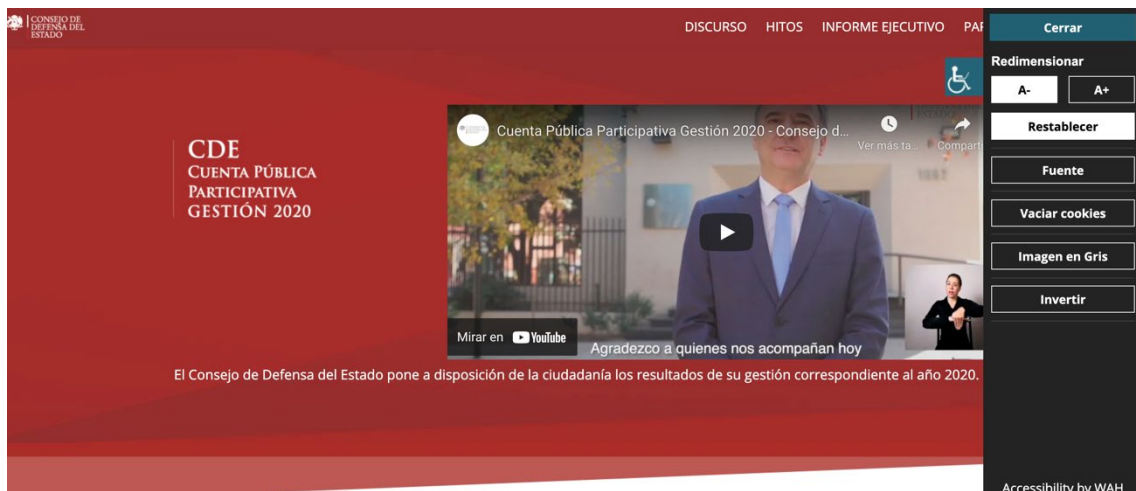 CONSEJO DE
DEFENSA DEL
ESTADO
DISCURSO HITOS INFORME EJECUTIVO
Cerrar
Redimensionar
A- A+
Restablecer
Fuente
Vaciar cookies
Imagen en Gris
Invertir
Accessibility by WAH
CDE
CUENTA PÚBLICA
PARTICIPATIVA
GESTIÓN 2020
Cuenta Pública Participativa Gestión 2020 - Consejo d...
Ver más ta...
Mirar en YouTube
Agradezco a quienes nos acompañan hoy
El Consejo de Defensa del Estado pone a disposición de la ciudadanía los resultados de su gestión correspondiente al año 2020.